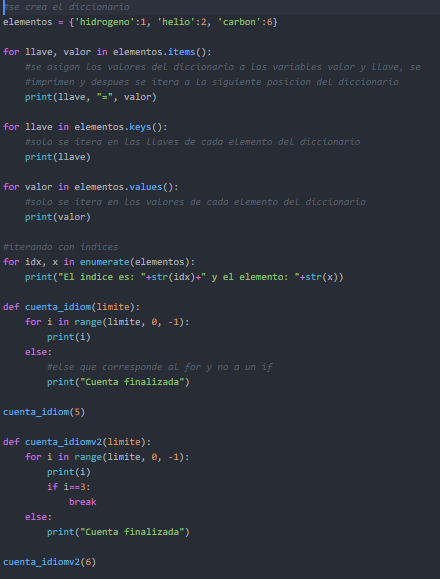 #se crea el diccionario
elementos = {'hidrogeno':1, 'helio':2, 'carbon':6}
for llave, valor in elementos.items():
#se asigan los valores del diccionario a las variables valor y llave, se
#imprimen y despues se itera a la siguiente posicion del diccionario
print(llave, "=", valor)
for llave in elementos.keys():
#solo se itera en las llaves de cada elemento del diccionario
print(llave)
for valor in elementos.values():
#solo se itera en los valores de cada elemento del diccionario
print(valor)
#iterando con indices
for idx, x in enumerate(elementos):
print("El indice es: "+str(idx)+" y el elemento: "+str(x))
def cuenta_idiom(limite):
for i in range(limite, 0, -1):
print(i)
else:
#else que corresponde al for y no a un if
print("Cuenta finalizada")
cuenta_idiom(5)
def cuenta_idiomv2(limite):
for i in range(limite, 0, -1):
print(i)
if i==3:
break
else:
print("Cuenta finalizada")
cuenta_idiomv2(6)